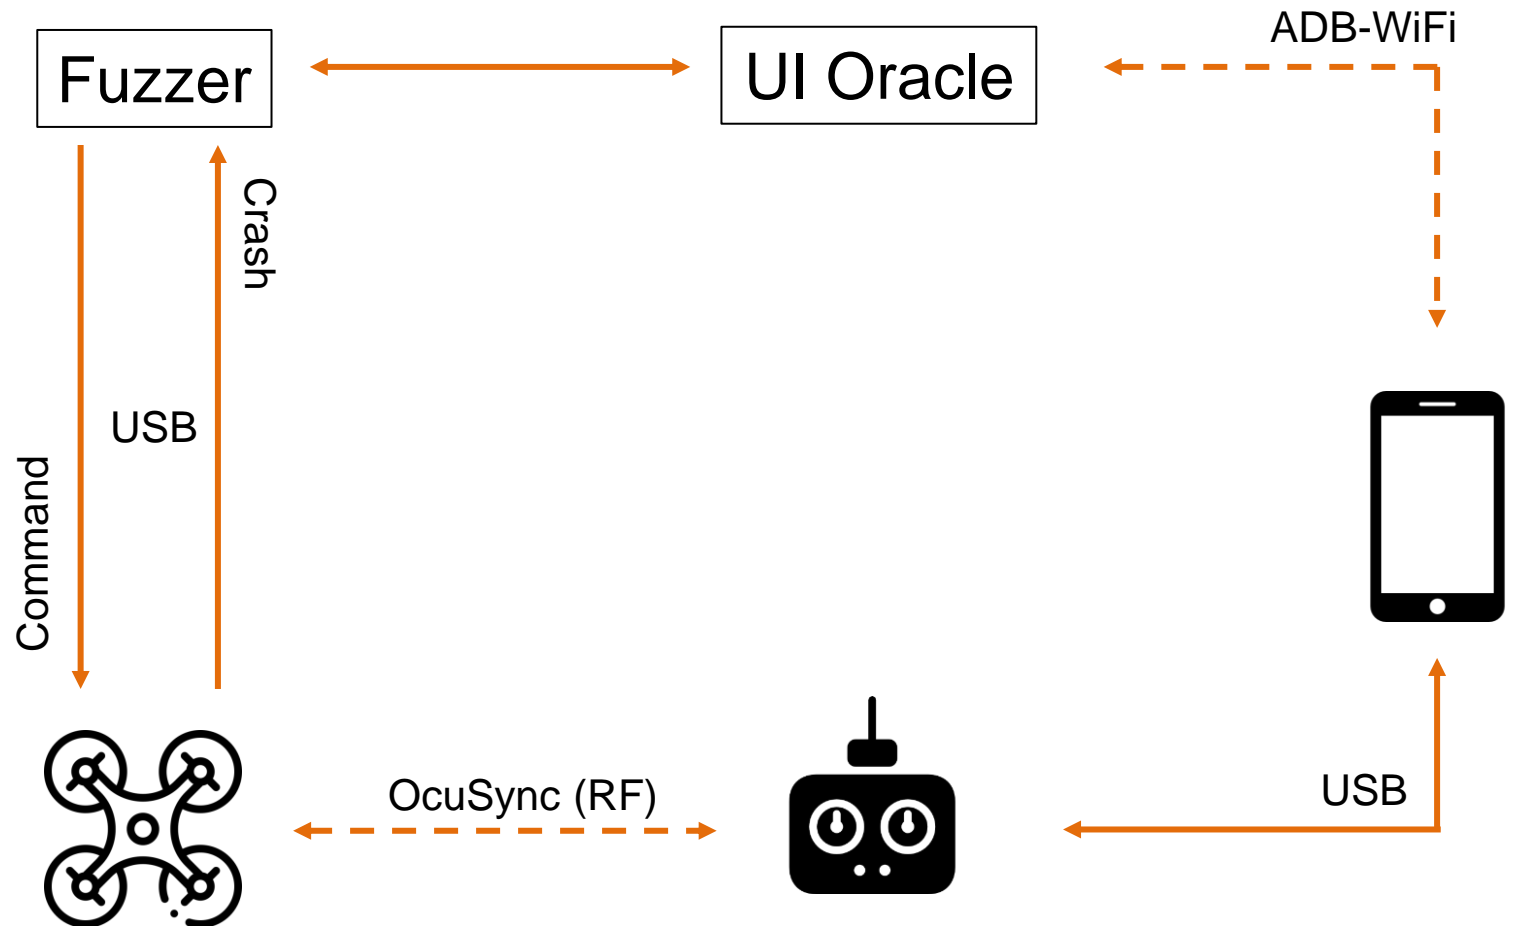 ADB-WiFi
Fuzzer
UI Oracle
Crash
USB
Command
OcuSync (RF)
USB